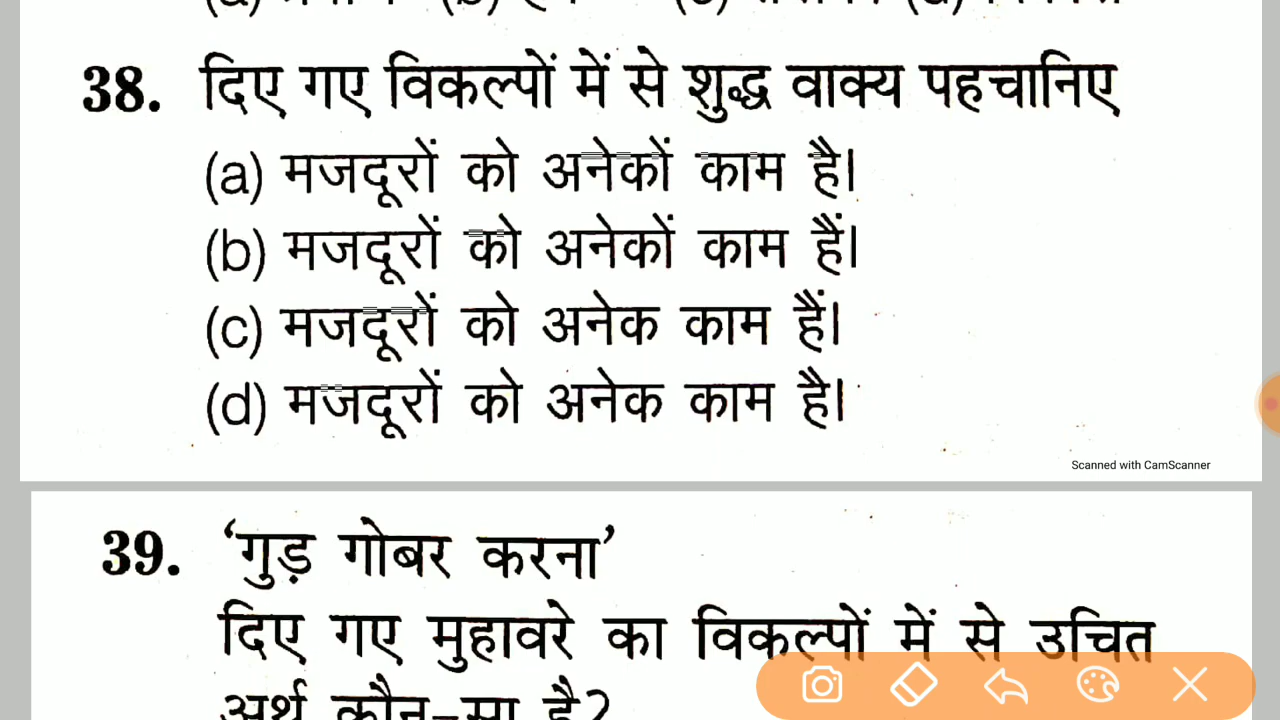 38. दिए गए विकल्पों में से शुद्ध वाक्य पहचानिए
(a) मजदूरों को अनेकों काम है।
(b) मजदूरों को अनेकों काम हैं।
(c) मजदूरों को अनेक काम हैं।
(d) मजदूरों को अनेक काम है।
Scanned with CamScanner
39. ‘गुड़ गोबर करना’
दिए गए मुहावरे का विकल्पों में से उचित
अर्थ कौन-सा है?